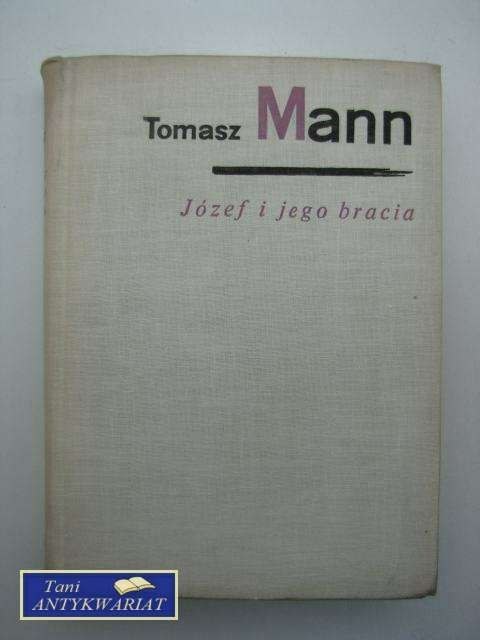 Tomasz Mann
Józef i jego bracia
Tani
ANTYKWARIAT